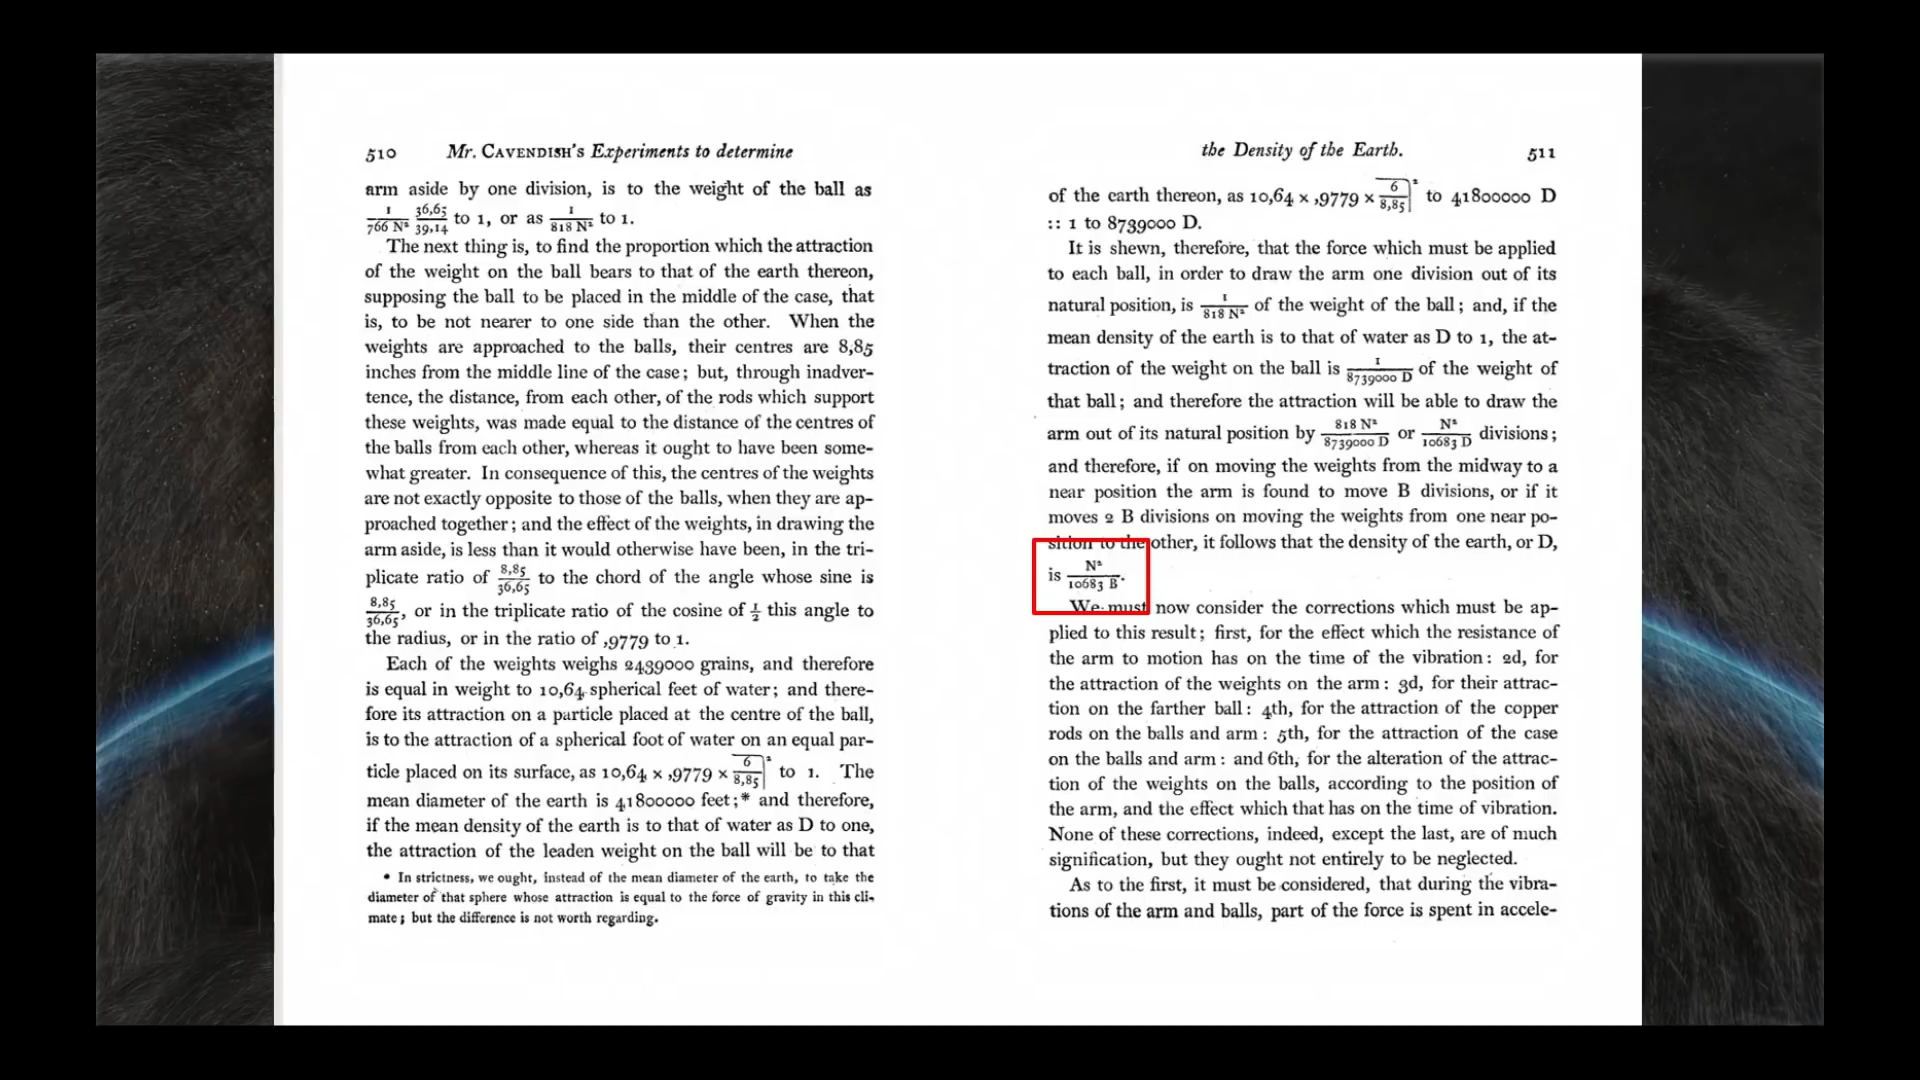 510 Mr. CAVENDISH's Experiments to determine
arm aside by one division, is to the weight of the ball as
1/766 N² 36,65/39,14 to 1, or as 1/818 N² to 1.
The next thing is, to find the proportion which the attraction
of the weight on the ball bears to that of the earth thereon,
supposing the ball to be placed in the middle of the case, that
is, to be not nearer to one side than the other. When the
weights are approached to the balls, their centres are 8,85
inches from the middle line of the case; but, through inadver-
tence, the distance, from each other, of the rods which support
these weights, was made equal to the distance of the centres of
the balls from each other, whereas it ought to have been some-
what greater. In consequence of this, the centres of the weights
are not exactly opposite to those of the balls, when they are ap-
proached together; and the effect of the weights, in drawing the
arm aside, is less than it would otherwise have been, in the tri-
plicate ratio of 8,85/36,65 to the chord of the angle whose sine is
8,85/36,65, or in the triplicate ratio of the cosine of ½ this angle to
the radius, or in the ratio of ,9779 to 1.
Each of the weights weighs 2439000 grains, and therefore
is equal in weight to 10,64 spherical feet of water; and there-
fore its attraction on a particle placed at the centre of the ball,
is to the attraction of a spherical foot of water on an equal par-
ticle placed on its surface, as 10,64 × ,9779 × 6/8,85|² to 1. The
mean diameter of the earth is 41800000 feet;* and therefore,
if the mean density of the earth is to that of water as D to one,
the attraction of the leaden weight on the ball will be to that
* In strictness, we ought, instead of the mean diameter of the earth, to take the
diameter of that sphere whose attraction is equal to the force of gravity in this cli-
mate; but the difference is not worth regarding.
the Density of the Earth. 511
of the earth thereon, as 10,64 × ,9779 × 6/8,85|² to 41800000 D
:: 1 to 8739000 D.
It is shewn, therefore, that the force which must be applied
to each ball, in order to draw the arm one division out of its
natural position, is 1/818 N² of the weight of the ball; and, if the
mean density of the earth is to that of water as D to 1, the at-
traction of the weight on the ball is 1/8739000 D of the weight of
that ball; and therefore the attraction will be able to draw the
arm out of its natural position by 818 N²/8739000 D or N²/10683 D divisions;
and therefore, if on moving the weights from the midway to a
near position the arm is found to move B divisions, or if it
moves 2 B divisions on moving the weights from one near po-
sition to the other, it follows that the density of the earth, or D,
is N²/10683 B.
We must now consider the corrections which must be ap-
plied to this result; first, for the effect which the resistance of
the arm to motion has on the time of the vibration: 2d, for
the attraction of the weights on the arm: 3d, for their attrac-
tion on the farther ball: 4th, for the attraction of the copper
rods on the balls and arm: 5th, for the attraction of the case
on the balls and arm: and 6th, for the alteration of the attrac-
tion of the weights on the balls, according to the position of
the arm, and the effect which that has on the time of vibration.
None of these corrections, indeed, except the last, are of much
signification, but they ought not entirely to be neglected.
As to the first, it must be considered, that during the vibra-
tions of the arm and balls, part of the force is spent in accele-